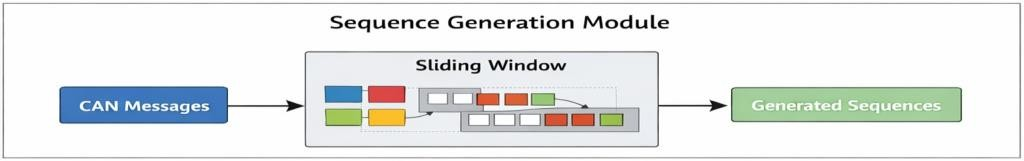 Sequence Generation Module
Sliding Window
CAN Messages
Generated Sequences